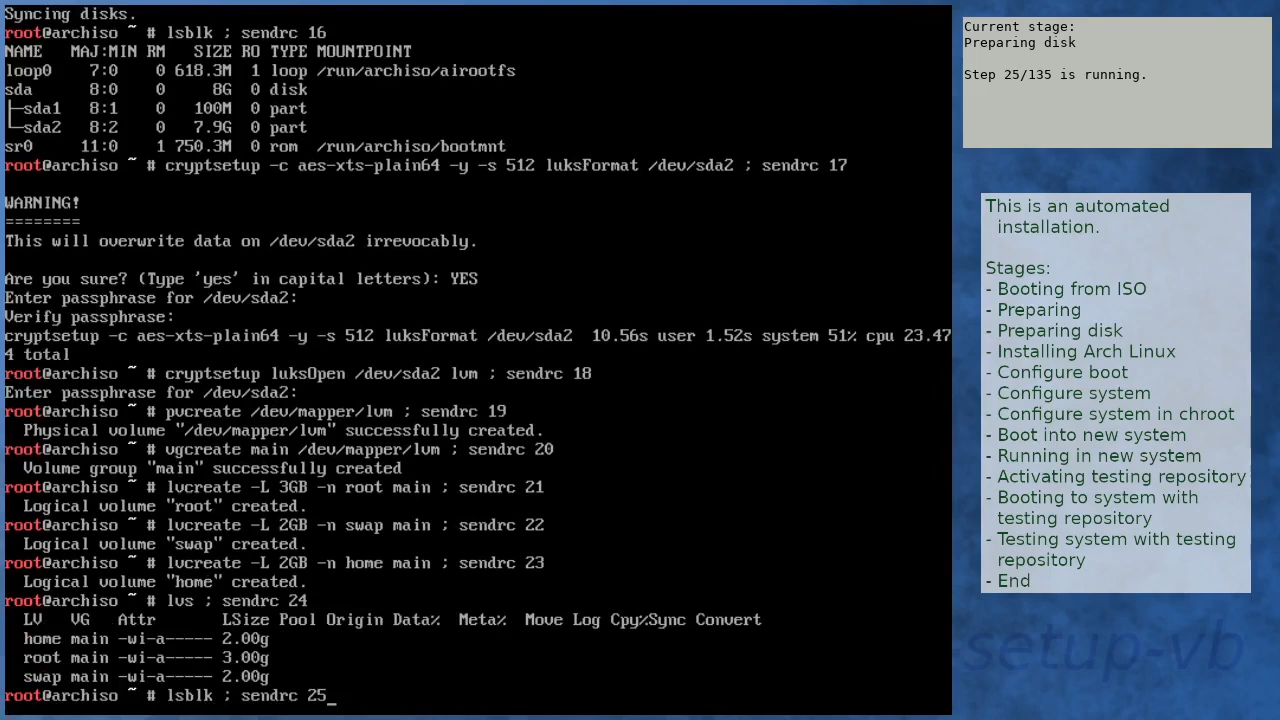 Syncing disks.
root@archiso ~ # lsblk ; sendrc 16
NAME   MAJ:MIN RM   SIZE RO TYPE MOUNTPOINT
loop0    7:0    0 618.3M  1 loop /run/archiso/airootfs
sda      8:0    0     8G  0 disk
├─sda1   8:1    0   100M  0 part
└─sda2   8:2    0   7.9G  0 part
sr0     11:0    1 750.3M  0 rom  /run/archiso/bootmnt
root@archiso ~ # cryptsetup -c aes-xts-plain64 -y -s 512 luksFormat /dev/sda2 ; sendrc 17

WARNING!
========
This will overwrite data on /dev/sda2 irrevocably.

Are you sure? (Type 'yes' in capital letters): YES
Enter passphrase for /dev/sda2:
Verify passphrase:
cryptsetup -c aes-xts-plain64 -y -s 512 luksFormat /dev/sda2  10.56s user 1.52s system 51% cpu 23.47
4 total
root@archiso ~ # cryptsetup luksOpen /dev/sda2 lvm ; sendrc 18
Enter passphrase for /dev/sda2:
root@archiso ~ # pvcreate /dev/mapper/lvm ; sendrc 19
  Physical volume "/dev/mapper/lvm" successfully created.
root@archiso ~ # vgcreate main /dev/mapper/lvm ; sendrc 20
  Volume group "main" successfully created
root@archiso ~ # lvcreate -L 3GB -n root main ; sendrc 21
  Logical volume "root" created.
root@archiso ~ # lvcreate -L 2GB -n swap main ; sendrc 22
  Logical volume "swap" created.
root@archiso ~ # lvcreate -L 2GB -n home main ; sendrc 23
  Logical volume "home" created.
root@archiso ~ # lvs ; sendrc 24
  LV   VG   Attr       LSize Pool Origin Data%  Meta%  Move Log Cpy%Sync Convert
  home main -wi-a----- 2.00g
  root main -wi-a----- 3.00g
  swap main -wi-a----- 2.00g
root@archiso ~ # lsblk ; sendrc 25_
Current stage:
Preparing disk

Step 25/135 is running.
This is an automated
installation.

Stages:
- Booting from ISO
- Preparing
- Preparing disk
- Installing Arch Linux
- Configure boot
- Configure system
- Configure system in chroot
- Boot into new system
- Running in new system
- Activating testing repository
- Booting to system with
testing repository
- Testing system with testing
repository
- End
setup-vb